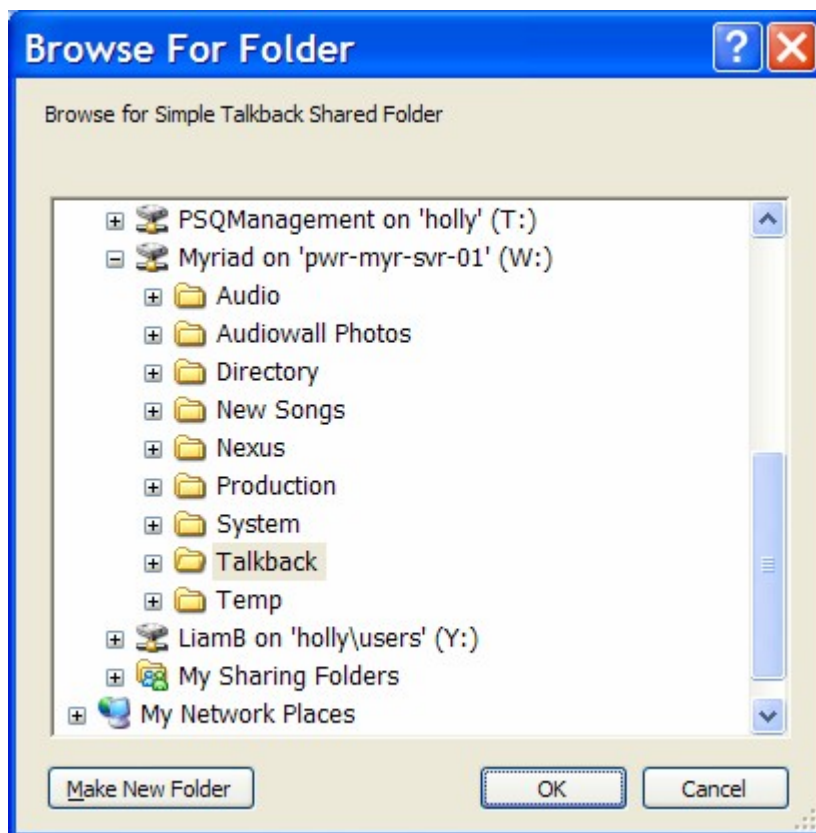 Browse For Folder
Browse for Simple Talkback Shared Folder
PSQManagement on 'holly' (T:)
Myriad on 'pwr-myr-svr-01' (W:)
Audio
Audiowall Photos
Directory
New Songs
Nexus
Production
System
Talkback
Temp
LiamB on 'holly\users' (Y:)
My Sharing Folders
My Network Places
Make New Folder OK Cancel